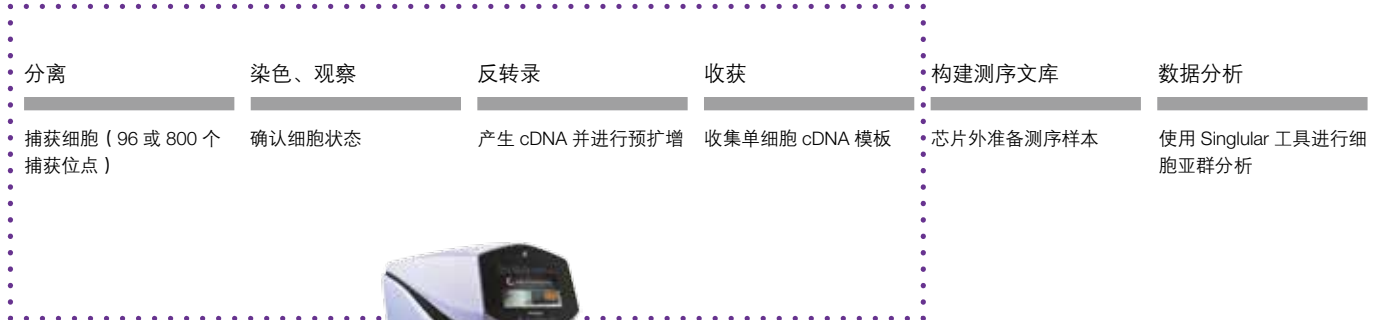 分离
捕获细胞（96 或 800 个
捕获位点）
染色、观察
确认细胞状态
反转录
产生 cDNA 并进行预扩增
收获
收集单细胞 cDNA 模板
构建测序文库
芯片外准备测序样本
数据分析
使用 Singlular 工具进行细
胞亚群分析